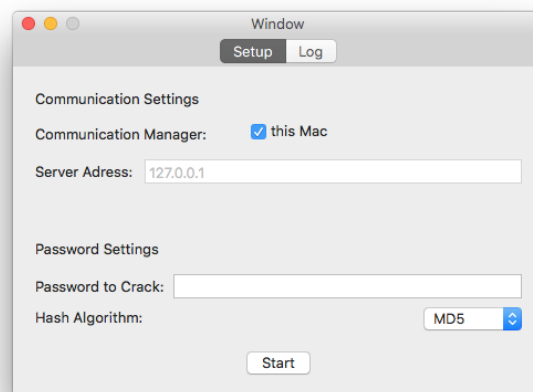 Window
Setup Log
Communication Settings
Communication Manager: this Mac
Server Adress: 127.0.0.1
Password Settings
Password to Crack:
Hash Algorithm: MD5
Start